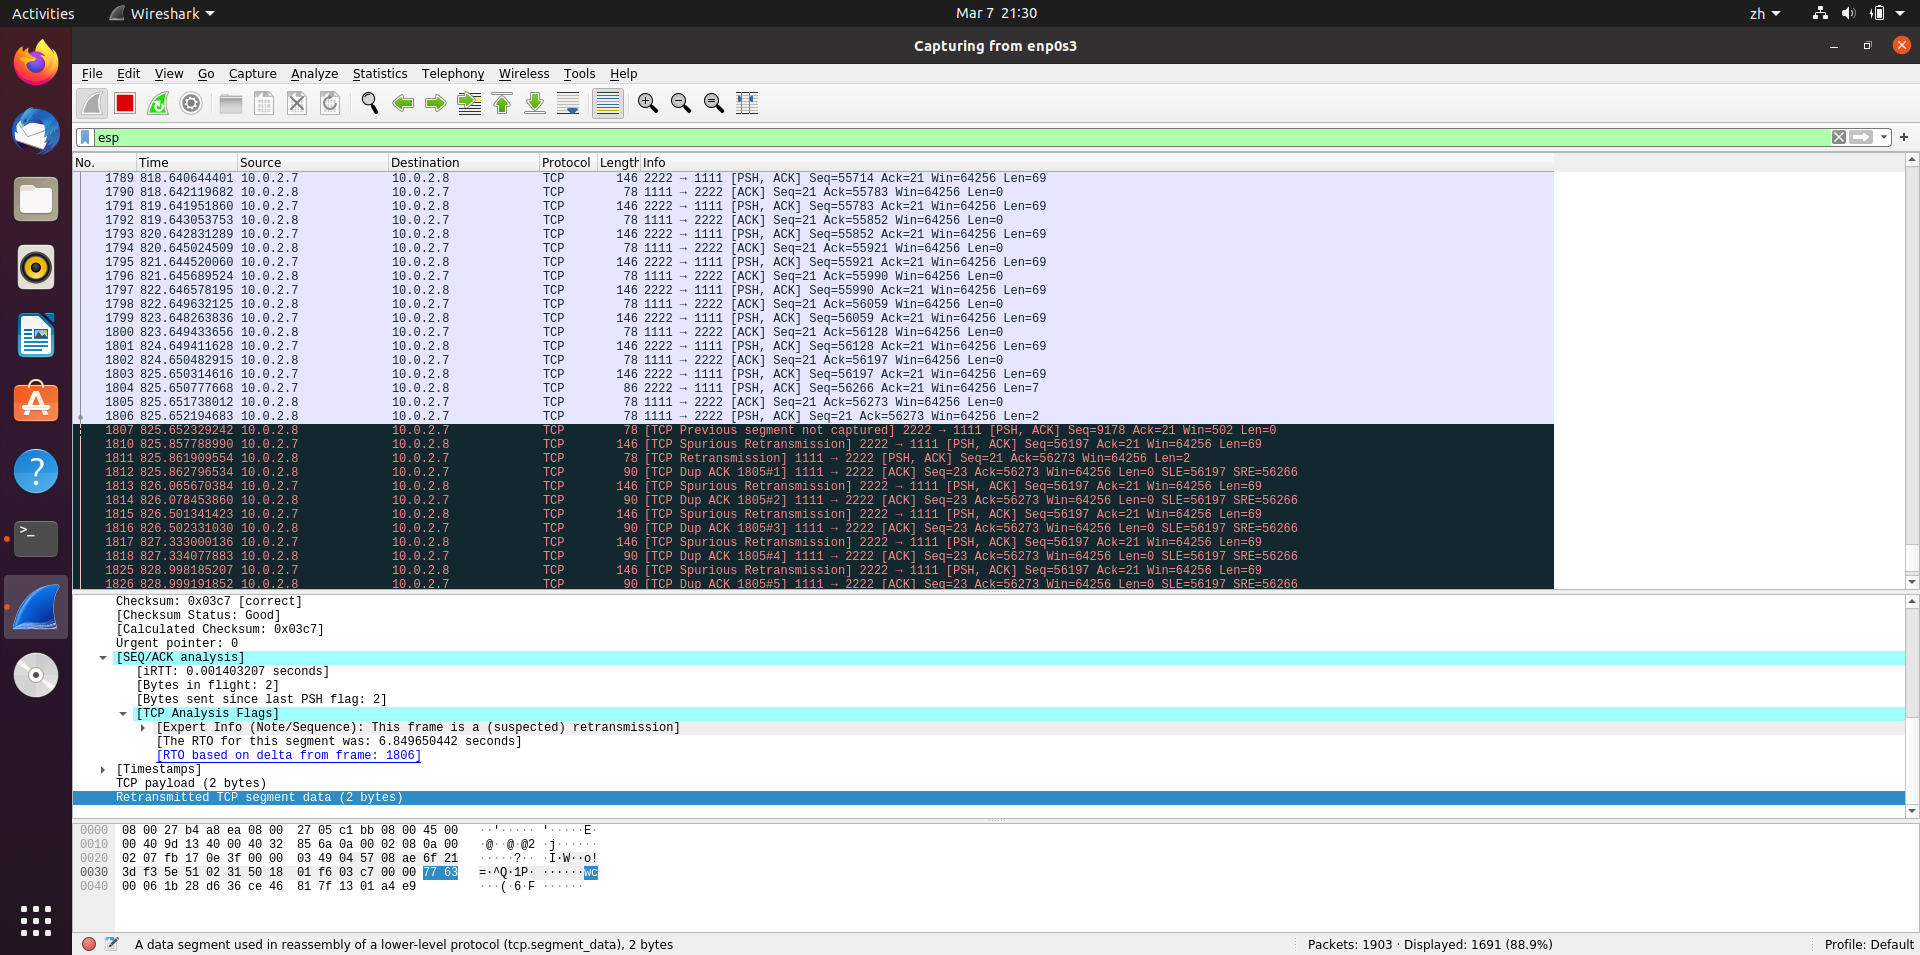 Activities Wireshark Mar 7 21:30 zh
Capturing from enp0s3
File Edit View Go Capture Analyze Statistics Telephony Wireless Tools Help
esp
No. Time Source Destination Protocol Length Info
1789 818.640644401 10.0.2.7 10.0.2.8 TCP 146 2222 → 1111 [PSH, ACK] Seq=55714 Ack=21 Win=64256 Len=69
1790 818.642119682 10.0.2.8 10.0.2.7 TCP 78 1111 → 2222 [ACK] Seq=21 Ack=55783 Win=64256 Len=0
1791 819.641951860 10.0.2.7 10.0.2.8 TCP 146 2222 → 1111 [PSH, ACK] Seq=55783 Ack=21 Win=64256 Len=69
1792 819.643053753 10.0.2.8 10.0.2.7 TCP 78 1111 → 2222 [ACK] Seq=21 Ack=55852 Win=64256 Len=0
1793 820.642831289 10.0.2.7 10.0.2.8 TCP 146 2222 → 1111 [PSH, ACK] Seq=55852 Ack=21 Win=64256 Len=69
1794 820.645024509 10.0.2.8 10.0.2.7 TCP 78 1111 → 2222 [ACK] Seq=21 Ack=55921 Win=64256 Len=0
1795 821.644520060 10.0.2.7 10.0.2.8 TCP 146 2222 → 1111 [PSH, ACK] Seq=55921 Ack=21 Win=64256 Len=69
1796 821.645689524 10.0.2.8 10.0.2.7 TCP 78 1111 → 2222 [ACK] Seq=21 Ack=55990 Win=64256 Len=0
1797 822.646578195 10.0.2.7 10.0.2.8 TCP 146 2222 → 1111 [PSH, ACK] Seq=55990 Ack=21 Win=64256 Len=69
1798 822.649632125 10.0.2.8 10.0.2.7 TCP 78 1111 → 2222 [ACK] Seq=21 Ack=56059 Win=64256 Len=0
1799 823.648263836 10.0.2.7 10.0.2.8 TCP 146 2222 → 1111 [PSH, ACK] Seq=56059 Ack=21 Win=64256 Len=69
1800 823.649433656 10.0.2.8 10.0.2.7 TCP 78 1111 → 2222 [ACK] Seq=21 Ack=56128 Win=64256 Len=0
1801 824.649411628 10.0.2.7 10.0.2.8 TCP 146 2222 → 1111 [PSH, ACK] Seq=56128 Ack=21 Win=64256 Len=69
1802 824.650482915 10.0.2.8 10.0.2.7 TCP 78 1111 → 2222 [ACK] Seq=21 Ack=56197 Win=64256 Len=0
1803 825.650314616 10.0.2.7 10.0.2.8 TCP 146 2222 → 1111 [PSH, ACK] Seq=56197 Ack=21 Win=64256 Len=69
1804 825.650777668 10.0.2.7 10.0.2.8 TCP 86 2222 → 1111 [PSH, ACK] Seq=56266 Ack=21 Win=64256 Len=7
1805 825.651738012 10.0.2.8 10.0.2.7 TCP 78 1111 → 2222 [ACK] Seq=21 Ack=56273 Win=64256 Len=0
1806 825.652194683 10.0.2.8 10.0.2.7 TCP 78 1111 → 2222 [PSH, ACK] Seq=21 Ack=56273 Win=64256 Len=2
1807 825.652329242 10.0.2.8 10.0.2.7 TCP 78 [TCP Previous segment not captured] 2222 → 1111 [PSH, ACK] Seq=9178 Ack=21 Win=502 Len=0
1810 825.857788990 10.0.2.7 10.0.2.8 TCP 146 [TCP Spurious Retransmission] 2222 → 1111 [PSH, ACK] Seq=56197 Ack=21 Win=64256 Len=69
1811 825.861909554 10.0.2.8 10.0.2.7 TCP 78 [TCP Retransmission] 1111 → 2222 [PSH, ACK] Seq=21 Ack=56273 Win=64256 Len=2
1812 825.862796534 10.0.2.8 10.0.2.7 TCP 90 [TCP Dup ACK 1805#1] 1111 → 2222 [ACK] Seq=23 Ack=56273 Win=64256 Len=0 SLE=56197 SRE=56266
1813 826.065670384 10.0.2.7 10.0.2.8 TCP 146 [TCP Spurious Retransmission] 2222 → 1111 [PSH, ACK] Seq=56197 Ack=21 Win=64256 Len=69
1814 826.078453860 10.0.2.8 10.0.2.7 TCP 90 [TCP Dup ACK 1805#2] 1111 → 2222 [ACK] Seq=23 Ack=56273 Win=64256 Len=0 SLE=56197 SRE=56266
1815 826.501341423 10.0.2.7 10.0.2.8 TCP 146 [TCP Spurious Retransmission] 2222 → 1111 [PSH, ACK] Seq=56197 Ack=21 Win=64256 Len=69
1816 826.502331030 10.0.2.8 10.0.2.7 TCP 90 [TCP Dup ACK 1805#3] 1111 → 2222 [ACK] Seq=23 Ack=56273 Win=64256 Len=0 SLE=56197 SRE=56266
1817 827.333000136 10.0.2.7 10.0.2.8 TCP 146 [TCP Spurious Retransmission] 2222 → 1111 [PSH, ACK] Seq=56197 Ack=21 Win=64256 Len=69
1818 827.334077883 10.0.2.8 10.0.2.7 TCP 90 [TCP Dup ACK 1805#4] 1111 → 2222 [ACK] Seq=23 Ack=56273 Win=64256 Len=0 SLE=56197 SRE=56266
1825 828.998185207 10.0.2.7 10.0.2.8 TCP 146 [TCP Spurious Retransmission] 2222 → 1111 [PSH, ACK] Seq=56197 Ack=21 Win=64256 Len=69
1826 828.999191852 10.0.2.8 10.0.2.7 TCP 90 [TCP Dup ACK 1805#5] 1111 → 2222 [ACK] Seq=23 Ack=56273 Win=64256 Len=0 SLE=56197 SRE=56266
Checksum: 0x03c7 [correct]
[Checksum Status: Good]
[Calculated Checksum: 0x03c7]
Urgent pointer: 0
[SEQ/ACK analysis]
[iRTT: 0.001403207 seconds]
[Bytes in flight: 2]
[Bytes sent since last PSH flag: 2]
[TCP Analysis Flags]
[Expert Info (Note/Sequence): This frame is a (suspected) retransmission]
[The RTO for this segment was: 6.849650442 seconds]
[RTO based on delta from frame: 1806]
[Timestamps]
TCP payload (2 bytes)
Retransmitted TCP segment data (2 bytes)
0000 08 00 27 b4 a8 ea 08 00 27 05 c1 bb 08 00 45 00 ··'····· '·····E·
0010 00 40 9d 13 40 00 40 32 85 6a 0a 00 02 08 0a 00 ·@··@·@2 ·j······
0020 02 07 fb 17 0e 3f 00 00 03 49 04 57 08 ae 6f 21 ·····?·· ·I·W··o!
0030 3d f3 5e 51 02 31 50 18 01 f6 03 c7 00 00 77 63 =·^Q·1P· ······wc
0040 00 06 1b 28 d6 36 ce 46 81 7f 13 01 a4 e9 ···(·6·F ······
A data segment used in reassembly of a lower-level protocol (tcp.segment_data), 2 bytes Packets: 1903 · Displayed: 1691 (88.9%) Profile: Default